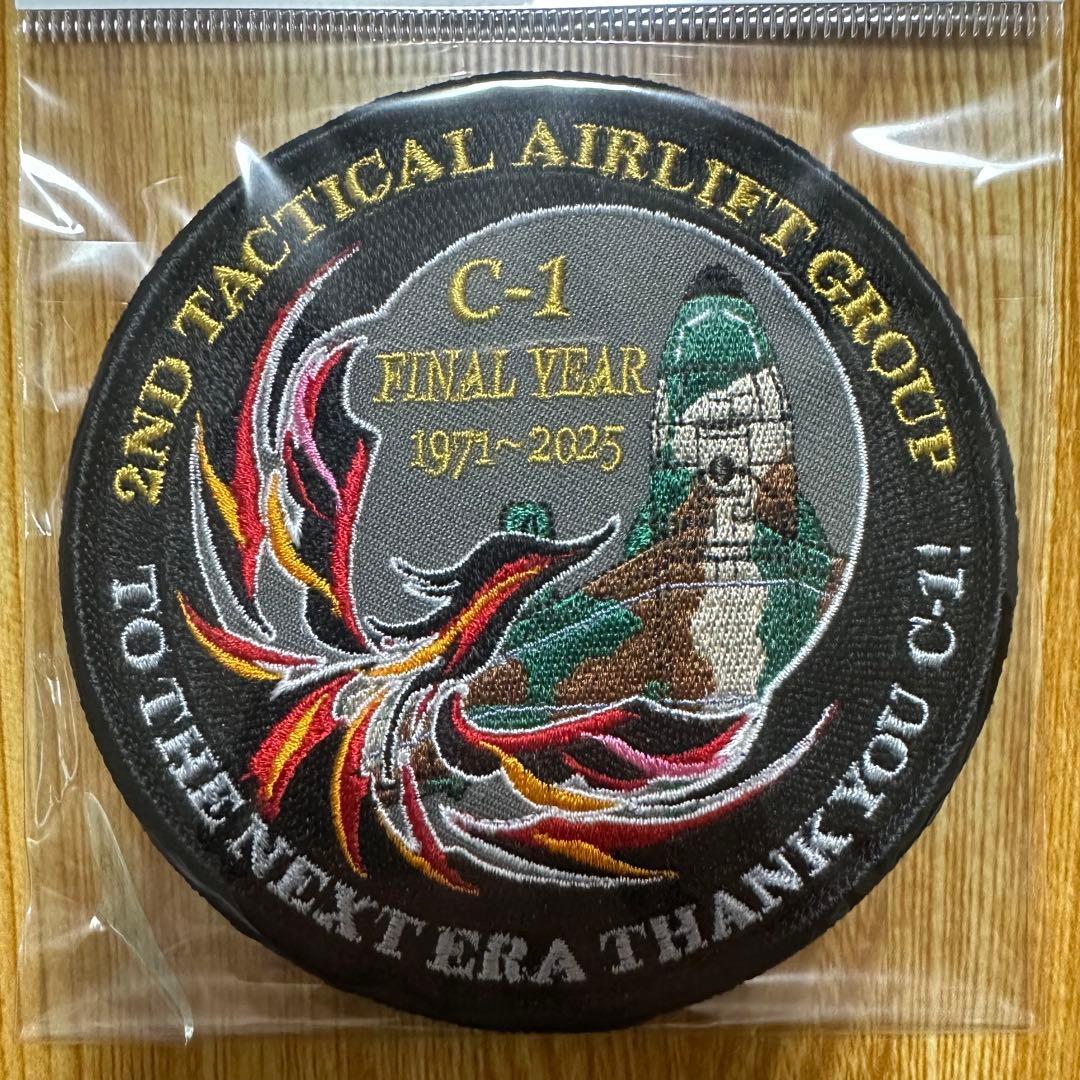 2ND TACTICAL AIRLIFT GROUP
C-1
FINAL YEAR
1971~2025
TO THE NEXT ERA THANK YOU C-1!